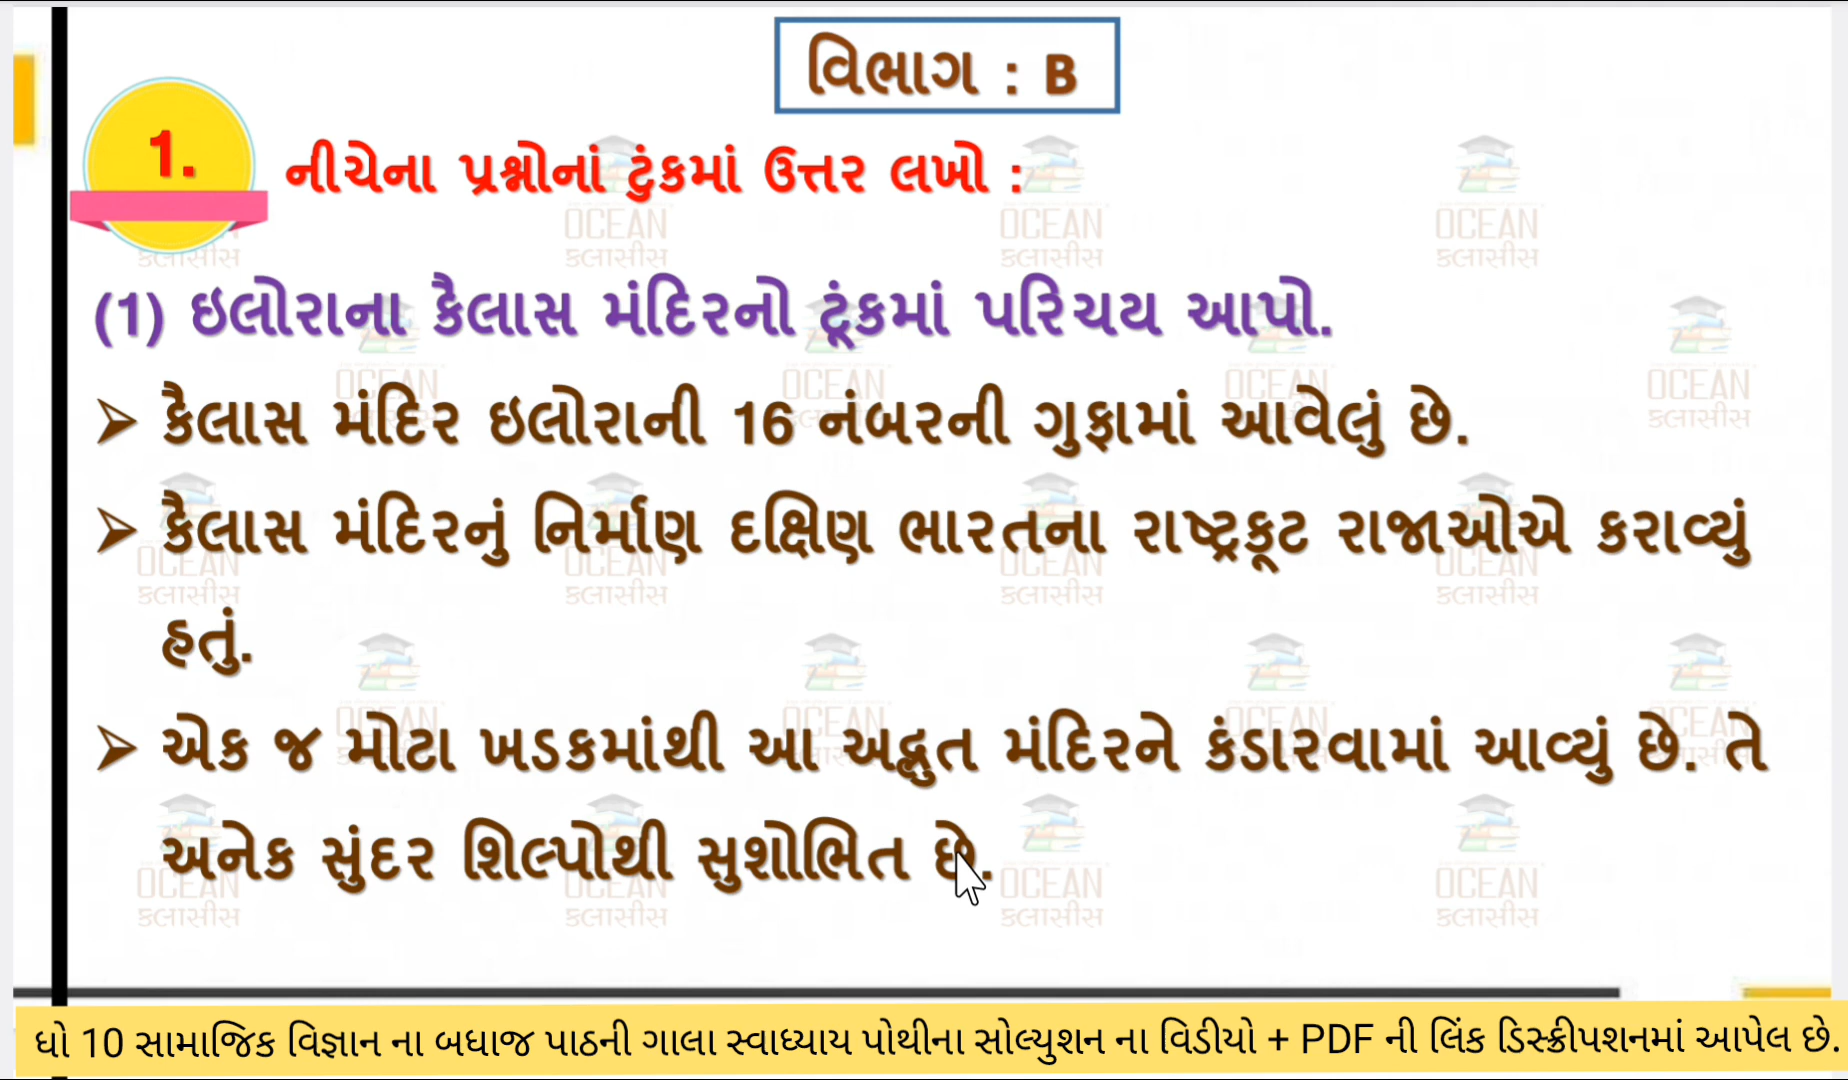 વિભાગ : B
1.
નીચેના પ્રશ્નોનાં ટુંકમાં ઉત્તર લખો :
(1) ઇલોરાના કૈલાસ મંદિરનો ટૂંકમાં પરિચય આપો.
➢ કૈલાસ મંદિર ઇલોરાની 16 નંબરની ગુફામાં આવેલું છે.
➢ કૈલાસ મંદિરનું નિર્માણ દક્ષિણ ભારતના રાષ્ટ્રકૂટ રાજાઓએ કરાવ્યું
હતું.
➢ એક જ મોટા ખડકમાંથી આ અદ્ભુત મંદિરને કંડારવામાં આવ્યું છે. તે
અનેક સુંદર શિલ્પોથી સુશોભિત છે.
OCEAN
કલાસીસ
ધો 10 સામાજિક વિજ્ઞાન ના બધાજ પાઠની ગાલા સ્વાધ્યાય પોથીના સોલ્યુશન ના વિડીયો + PDF ની લિંક ડિસ્ક્રીપશનમાં આપેલ છે.